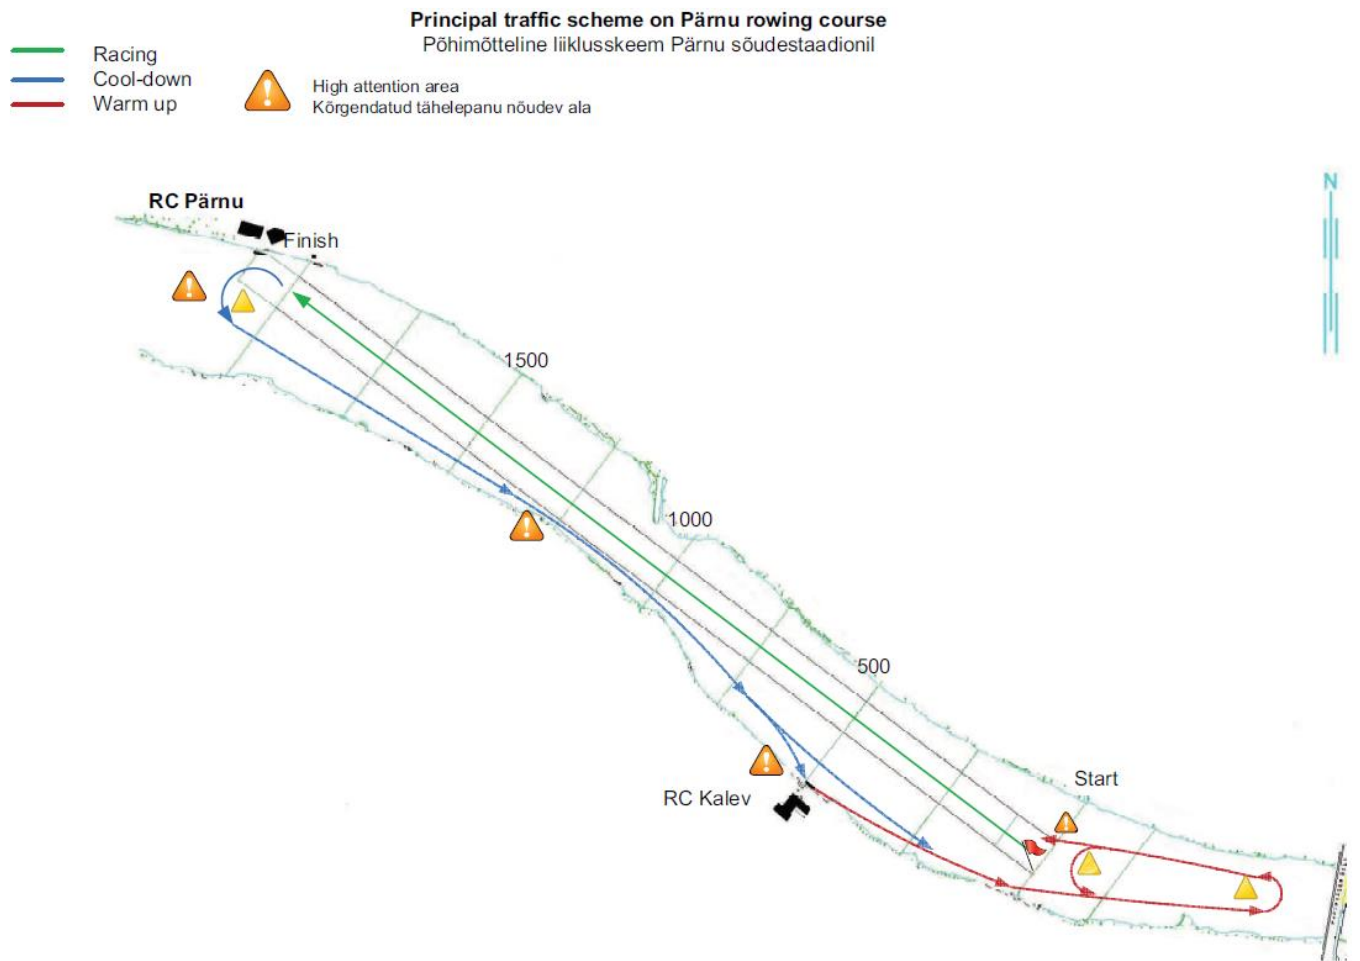 Principal traffic scheme on Pärnu rowing course
Põhimõtteline liiklusskeem Pärnu sõudestaadionil
Racing
Cool-down
Warm up
High attention area
Kõrgendatud tähelepanu nõudev ala
N
RC Pärnu
Finish
1500
1000
500
Start
RC Kalev